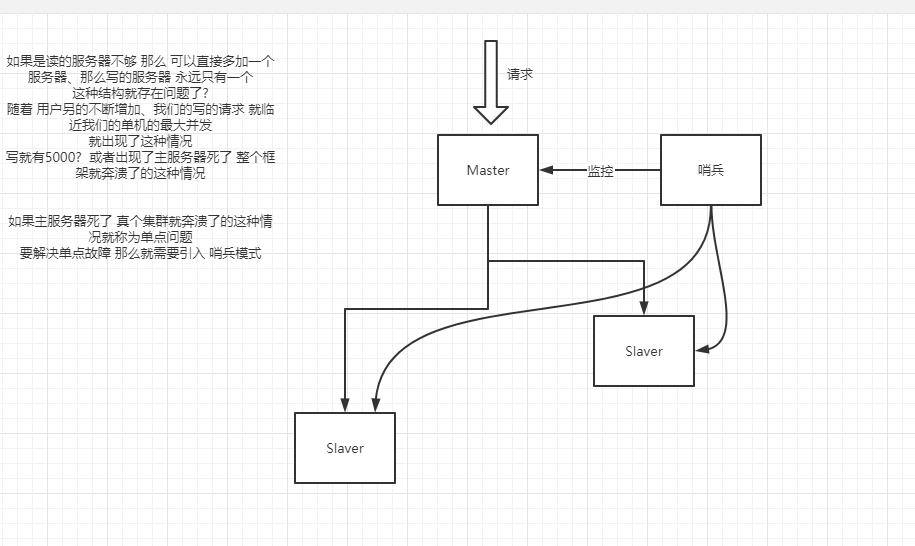 如果是读的服务器不够 那么 可以直接多加一个
服务器、那么写的服务器 永远只有一个
这种结构就存在问题了?
随着 用户另的不断增加、我们的写的请求 就临
近我们的单机的最大并发
就出现了这种情况
写就有5000? 或者出现了主服务器死了 整个框
架就奔溃了的这种情况
如果主服务器死了 真个集群就奔溃了的这种情
况就称为单点问题
要解决单点故障 那么就需要引入 哨兵模式
请求
Master
监控
哨兵
Slaver
Slaver